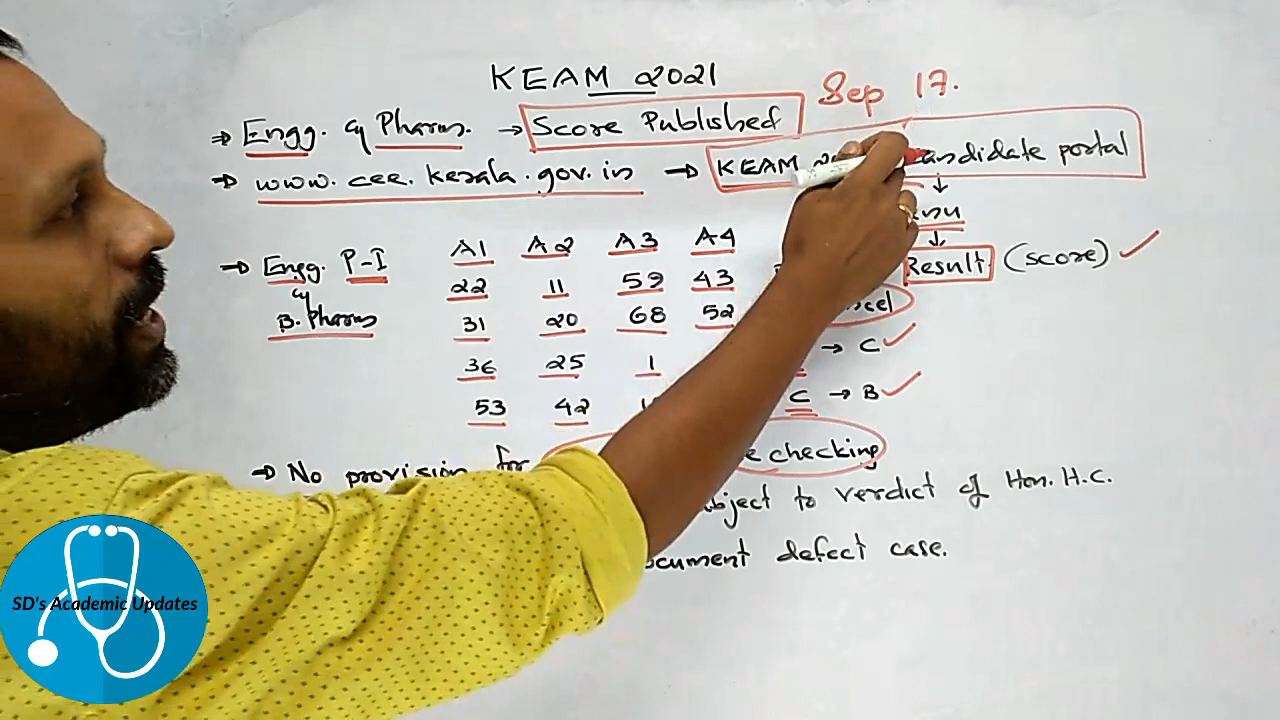 KEAM 2021
Sep 17.
⇒ Engg. & Pharm. → Score Published
⇒ www.cee.kerala.gov.in → KEAM candidate portal
↓
↓
Result (score) ✓
→ Engg. P-I A1 A2 A3 A4
& 22 11 59 43
B. Pharm 31 20 68 52
36 25 1 → C ✓
53 42 C → B ✓
→ No provision for checking
subject to verdict of Hon. H.C.
document defect case.
SD's Academic Updates